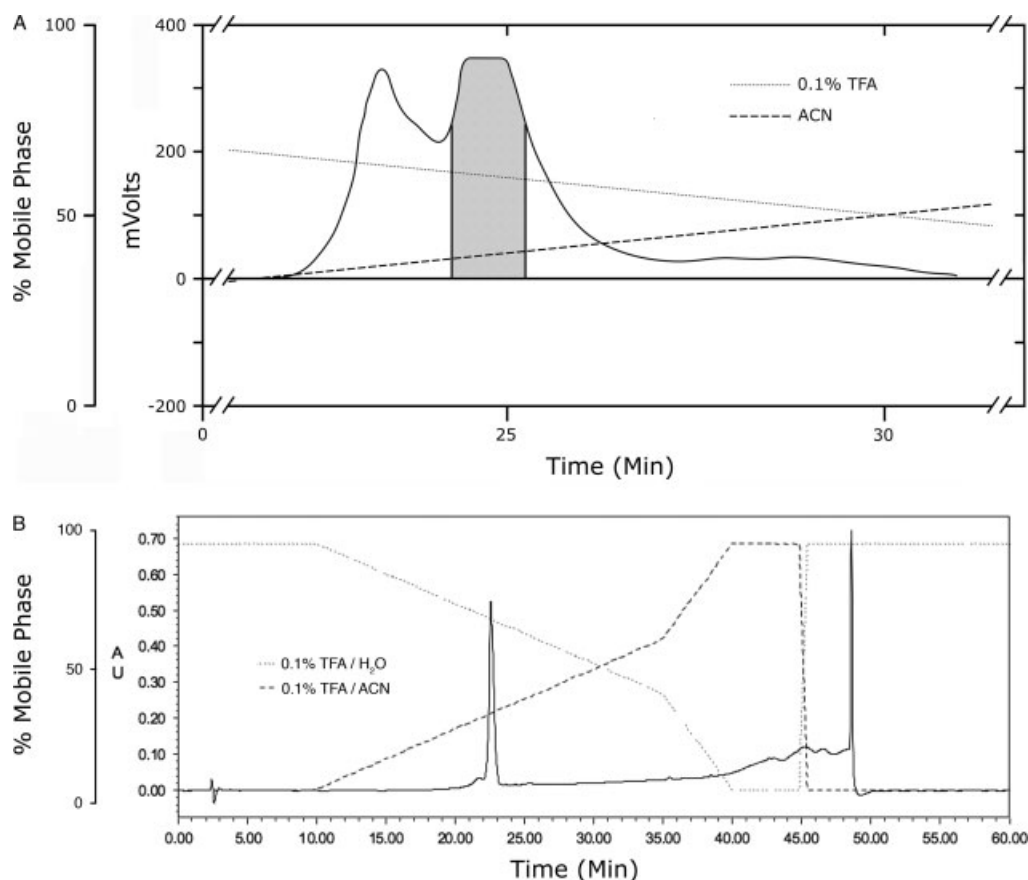 A
100
50
0
% Mobile Phase
400
200
0
-200
mVolts
0.1% TFA
ACN
0
25
30
Time (Min)
B
100
50
0
% Mobile Phase
0.70
0.60
0.50
0.40
0.30
0.20
0.10
0.00
A
U
0.1% TFA / H₂O
0.1% TFA / ACN
0.00 5.00 10.00 15.00 20.00 25.00 30.00 35.00 40.00 45.00 50.00 55.00 60.00
Time (Min)